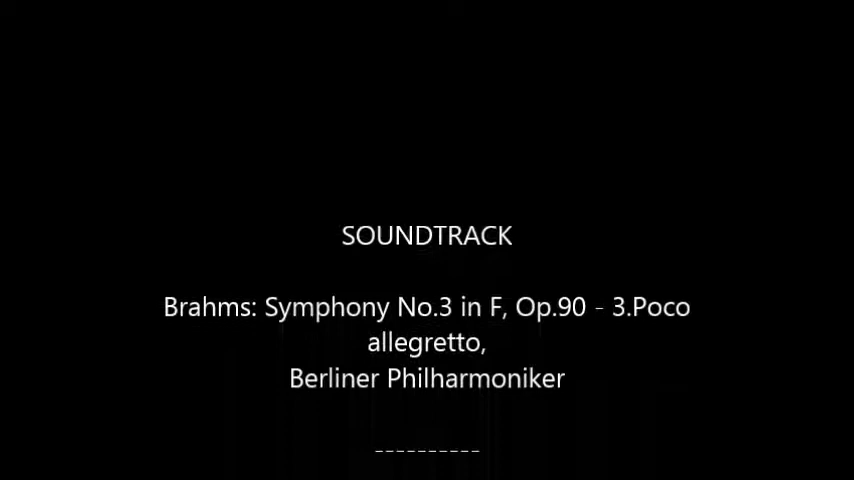 SOUNDTRACK
Brahms: Symphony No.3 in F, Op.90 - 3.Poco
allegretto,
Berliner Philharmoniker
----------